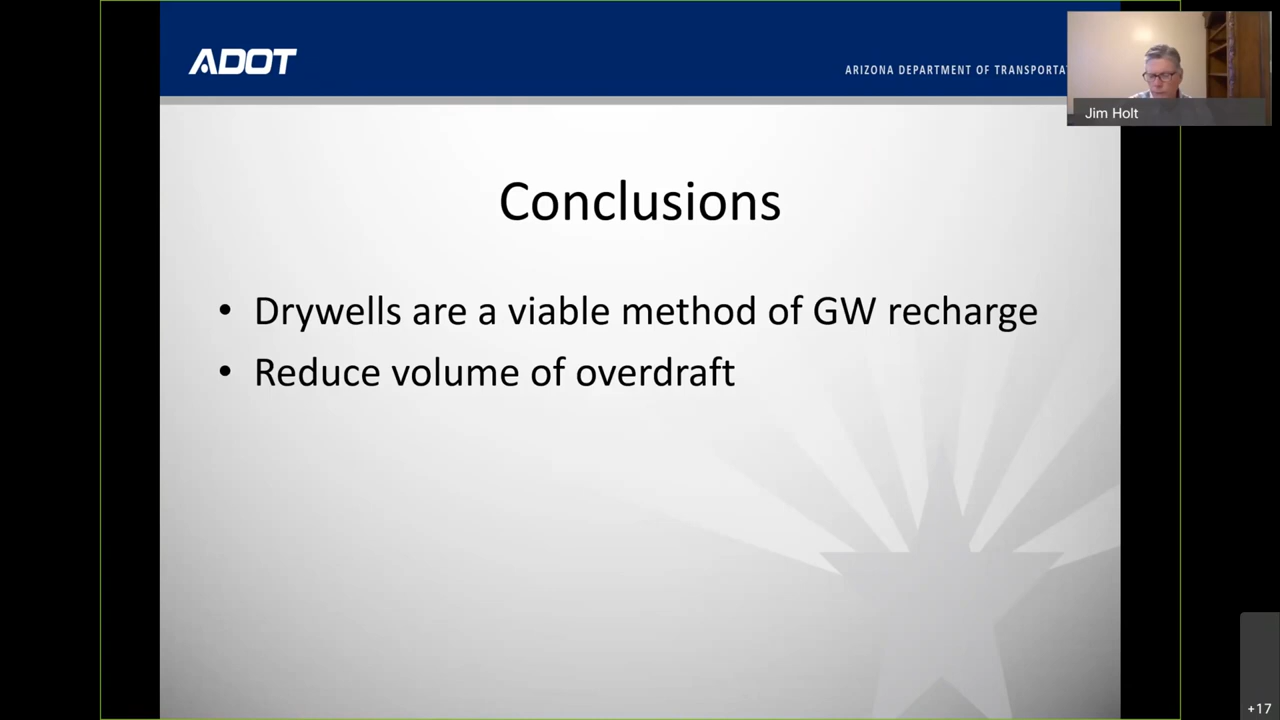 ADOT
ARIZONA DEPARTMENT OF
Jim Holt
Conclusions
• Drywells are a viable method of GW recharge
• Reduce volume of overdraft
+17